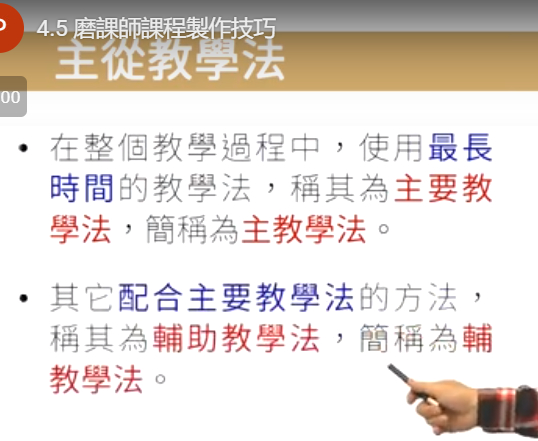 P
4.5 磨課師課程製作技巧
主從教學法
00
• 在整個教學過程中，使用最長
時間的教學法，稱其為主要教
學法，簡稱為主教學法。
• 其它配合主要教學法的方法，
稱其為輔助教學法，簡稱為輔
教學法。